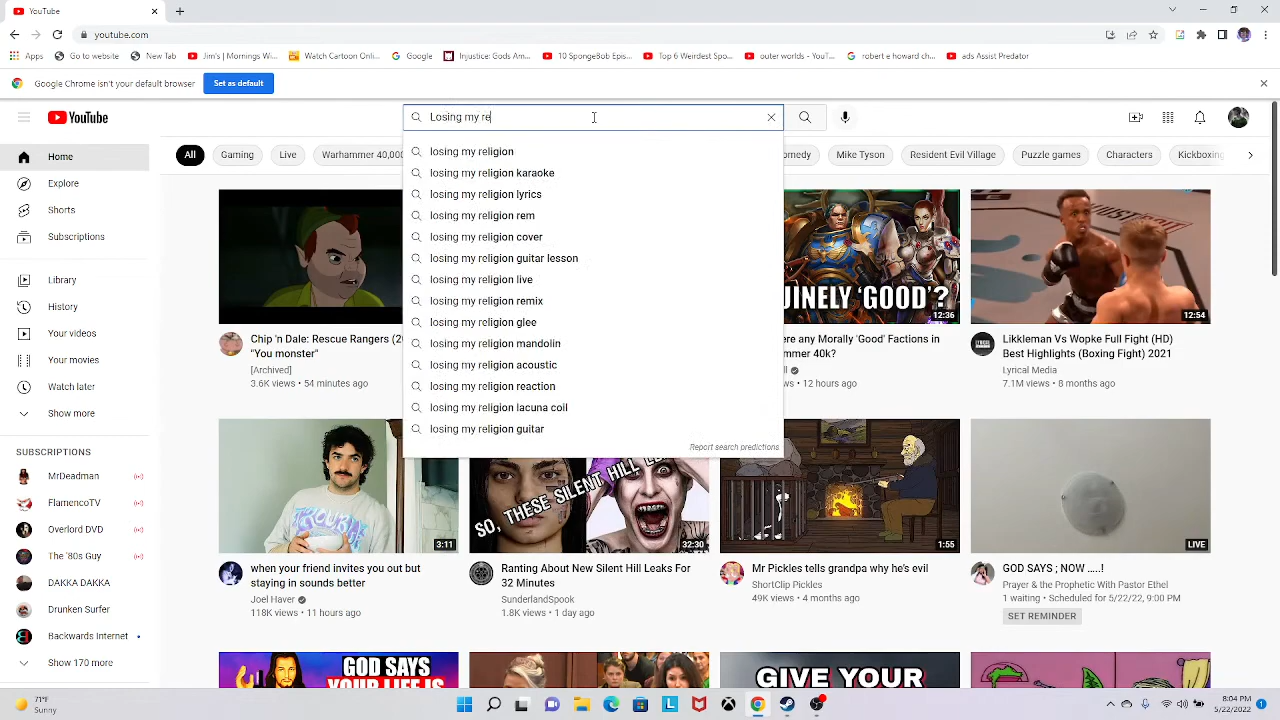 YouTube
youtube.com
Apps
Go to website
New Tab
Jim's | Mornings Wi...
Watch Cartoon Onli...
Google
Injustice: Gods Am...
10 SpongeBob Epis...
Top 6 Weirdest Spo...
outer worlds - YouT...
robert e howard ch...
ads Assist Predator
Google Chrome isn't your default browser
Set as default
YouTube
Losing my re
Home
Explore
Shorts
Subscriptions
Library
History
Your videos
Your movies
Watch later
Show more
SUBSCRIPTIONS
MrDeadman
FlamencoTV
Overlord DVD
The '80s Guy
DAKKA DAKKA
Drunken Surfer
Backwards Internet
Show 170 more
All
Gaming
Live
Warhammer 40,000
omedy
Mike Tyson
Resident Evil Village
Puzzle games
Characters
Kickboxing
losing my religion
losing my religion karaoke
losing my religion lyrics
losing my religion rem
losing my religion cover
losing my religion guitar lesson
losing my religion live
losing my religion remix
losing my religion glee
losing my religion mandolin
losing my religion acoustic
losing my religion reaction
losing my religion lacuna coil
losing my religion guitar
Report search predictions
Chip 'n Dale: Rescue Rangers (20
"You monster"
[Archived]
3.6K views • 54 minutes ago
UINELY 'GOOD'?
12:36
ere any Morally 'Good' Factions in
mmer 40k?
ws • 12 hours ago
12:54
Likkleman Vs Wopke Full Fight (HD)
Best Highlights (Boxing Fight) 2021
Lyrical Media
7.1M views • 8 months ago
3:11
when your friend invites you out but
staying in sounds better
Joel Haver
118K views • 11 hours ago
SO, THESE SILENT HILL LE
32:30
Ranting About New Silent Hill Leaks For
32 Minutes
SunderlandSpook
1.8K views • 1 day ago
1:55
Mr Pickles tells grandpa why he's evil
ShortClip Pickles
49K views • 4 months ago
LIVE
GOD SAYS ; NOW .....!
Prayer & the Prophetic With Pastor Ethel
1 waiting • Scheduled for 5/22/22, 9:00 PM
SET REMINDER
GOD SAYS
YOUR LIFE IS
GIVE YOUR
71°F
Sunny
8:04 PM
5/22/2022